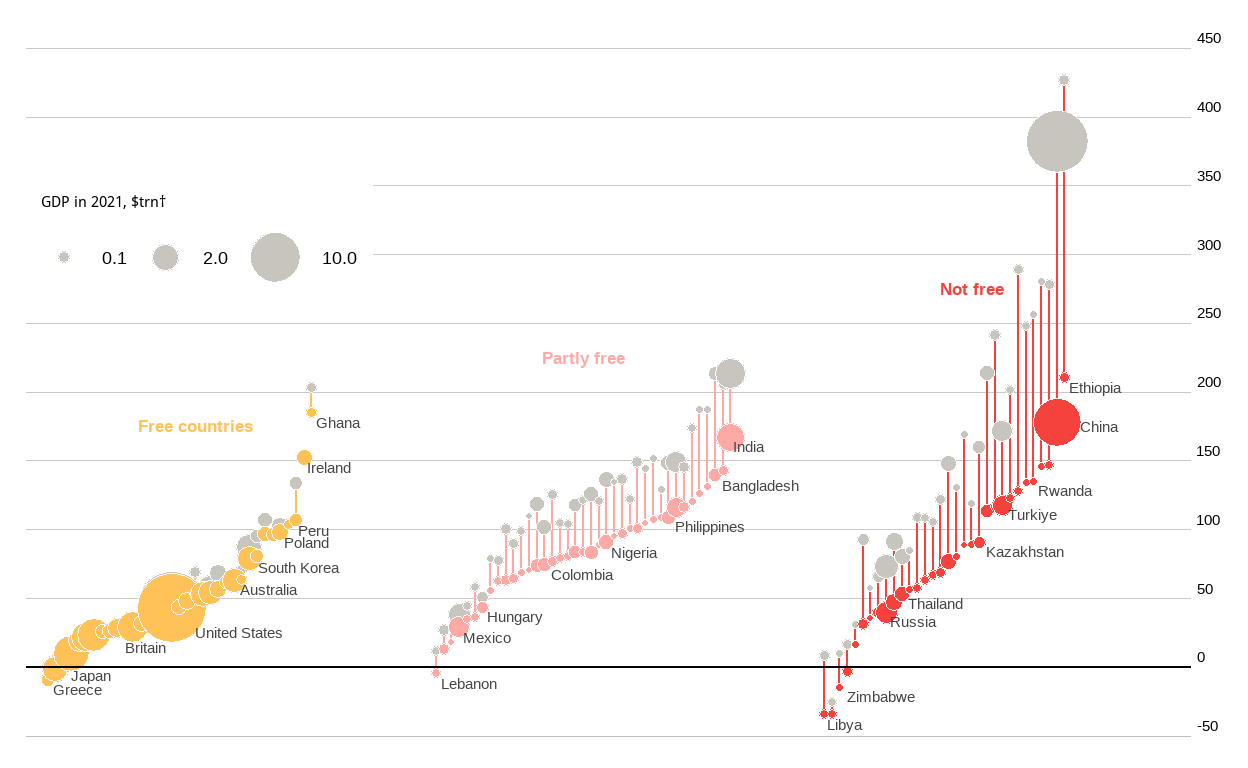 450
400
350
GDP in 2021, $trn†
0.1
2.0
10.0
300
Not free
250
Partly free
200
Ethiopia
Free countries
Ghana
China
150
Ireland
India
Bangladesh
Rwanda
100
Peru
Poland
Philippines
Turkiye
South Korea
Nigeria
Kazakhstan
Australia
Colombia
50
Hungary
Thailand
United States
Mexico
Russia
Britain
0
Japan
Greece
Lebanon
Zimbabwe
Libya
-50